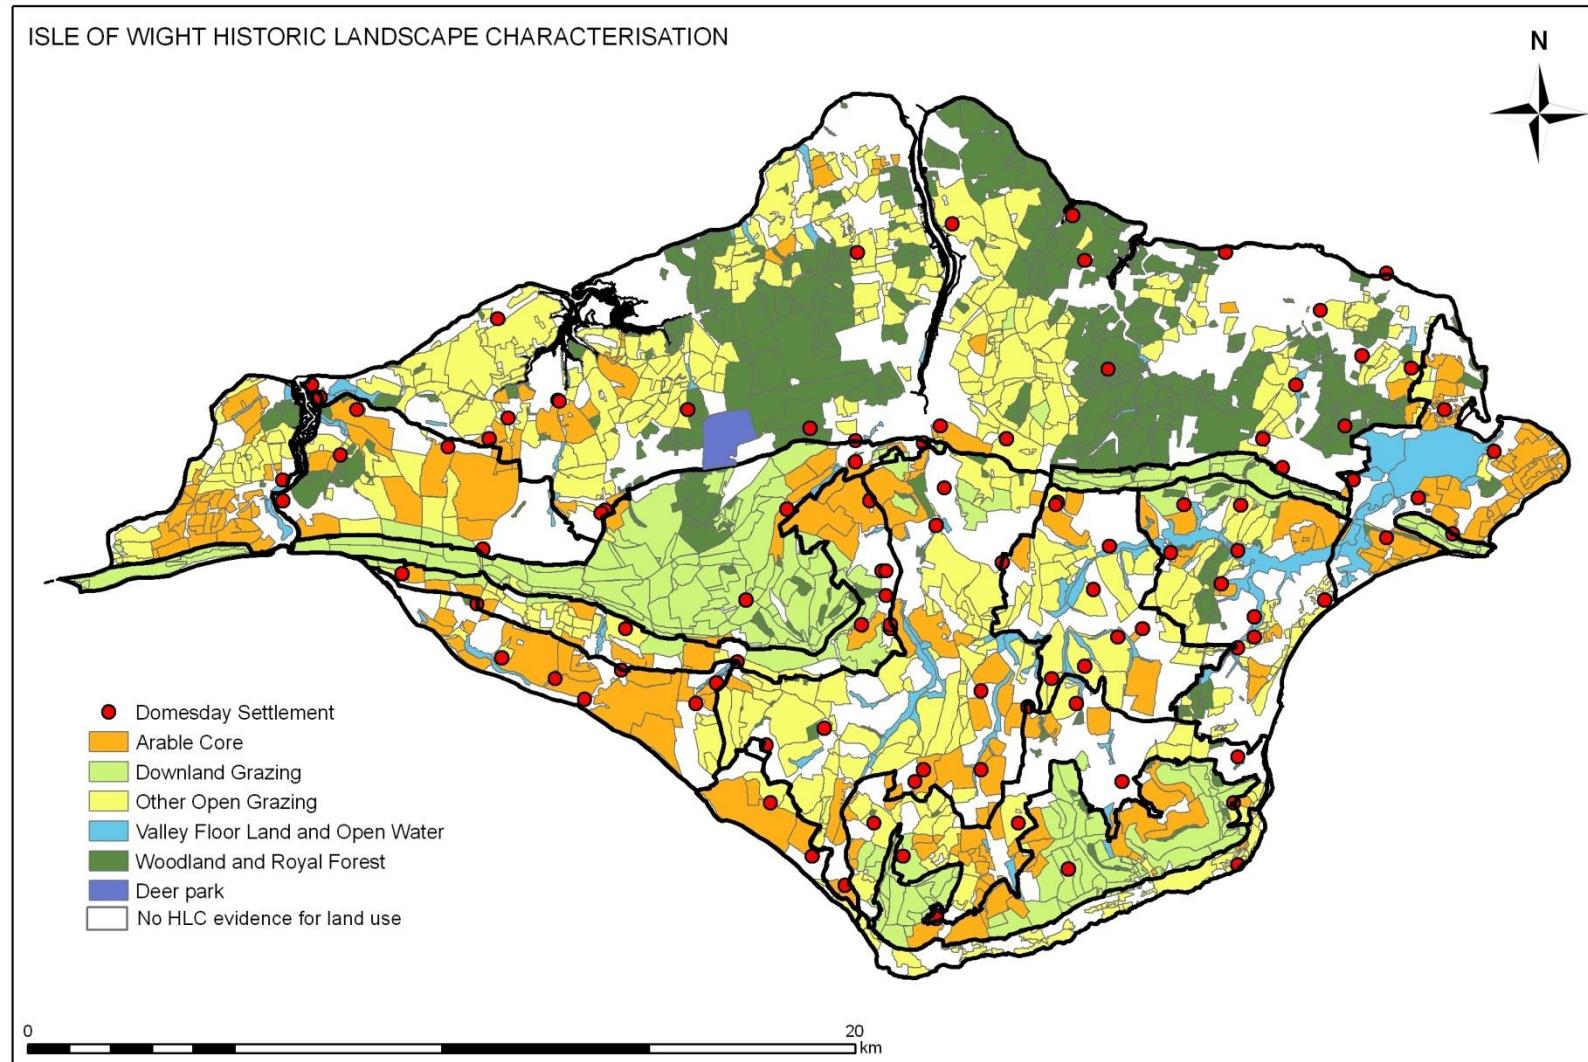 ISLE OF WIGHT HISTORIC LANDSCAPE CHARACTERISATION
N
Domesday Settlement
Arable Core
Downland Grazing
Other Open Grazing
Valley Floor Land and Open Water
Woodland and Royal Forest
Deer park
No HLC evidence for land use
0
20
km